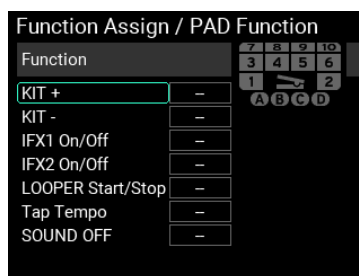 Function Assign / PAD Function
Function
7 8 9 10
3 4 5 6
1 2
A B C D
KIT + --
KIT - --
IFX1 On/Off --
IFX2 On/Off --
LOOPER Start/Stop --
Tap Tempo --
SOUND OFF --